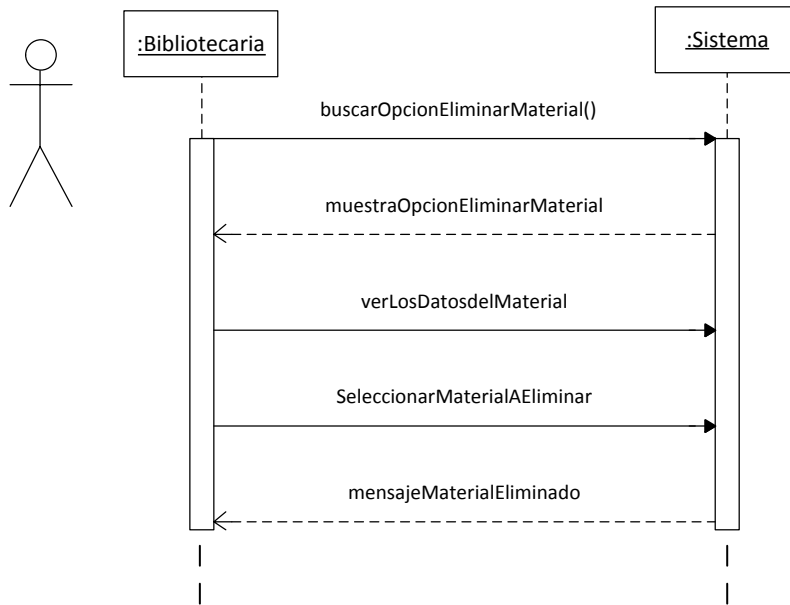 :Bibliotecaria
:Sistema
buscarOpcionEliminarMaterial()
muestraOpcionEliminarMaterial
verLosDatosdelMaterial
SeleccionarMaterialAEliminar
mensajeMaterialEliminado